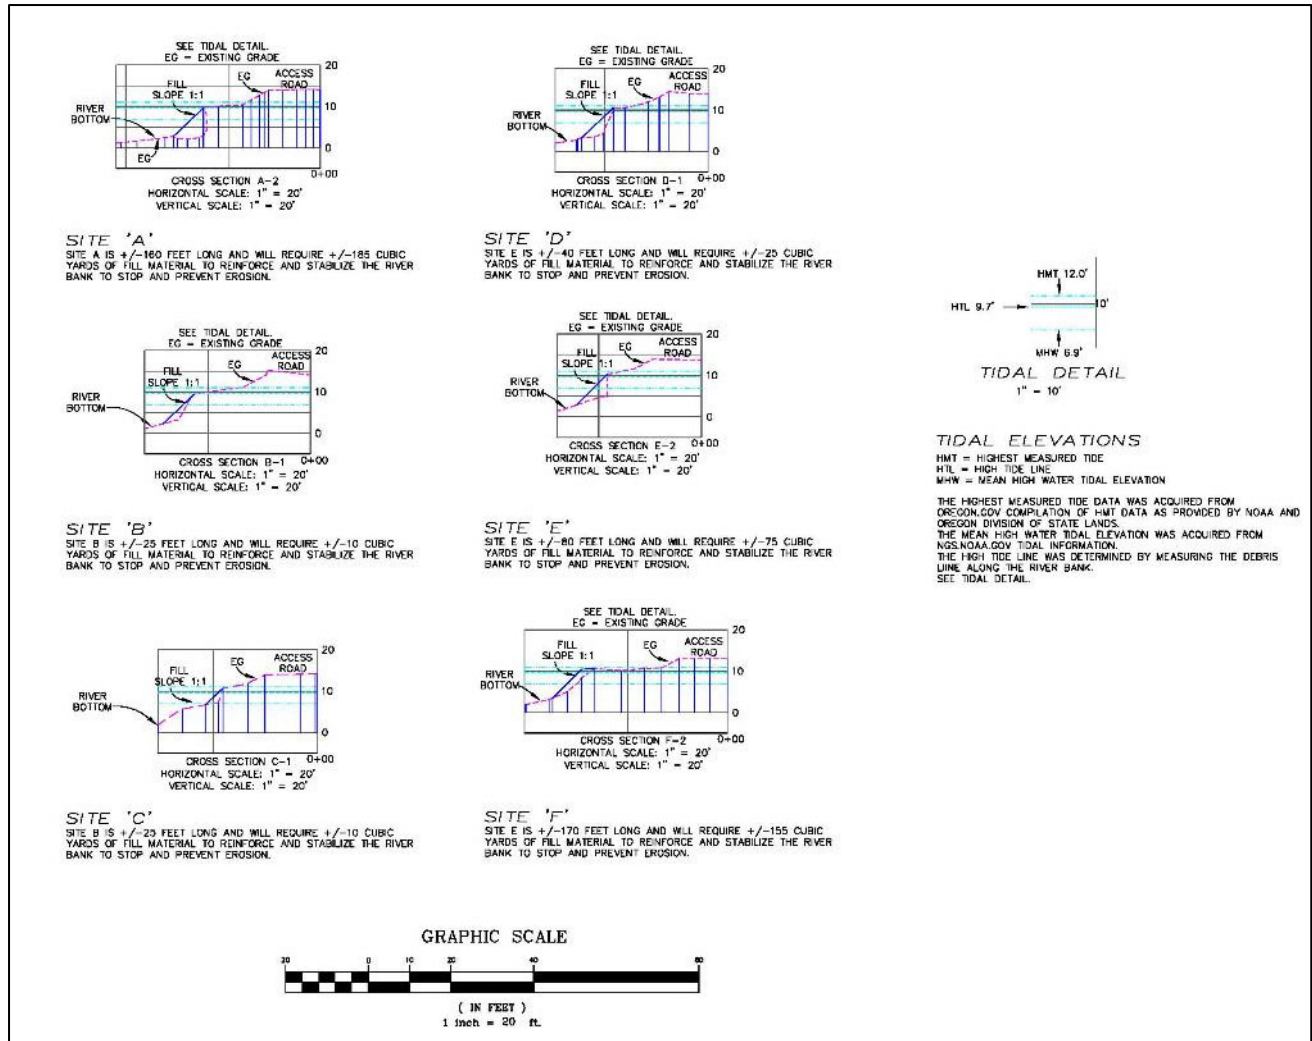 SEE TIDAL DETAIL.
EG = EXISTING GRADE
20
ACCESS
ROAD
EG
FILL
SLOPE 1:1
10
RIVER
BOTTOM
0
EG
0+00
CROSS SECTION A-2
HORIZONTAL SCALE: 1" = 20'
VERTICAL SCALE: 1" = 20'
SITE 'A'
SITE A IS +/-160 FEET LONG AND WILL REQUIRE +/-185 CUBIC
YARDS OF FILL MATERIAL TO REINFORCE AND STABILIZE THE RIVER
BANK TO STOP AND PREVENT EROSION.
SEE TIDAL DETAIL.
EG = EXISTING GRADE
20
ACCESS
ROAD
FILL
SLOPE 1:1
EG
10
RIVER
BOTTOM
0
0+00
CROSS SECTION B-1
HORIZONTAL SCALE: 1" = 20'
VERTICAL SCALE: 1" = 20'
SITE 'B'
SITE B IS +/-25 FEET LONG AND WILL REQUIRE +/-10 CUBIC
YARDS OF FILL MATERIAL TO REINFORCE AND STABILIZE THE RIVER
BANK TO STOP AND PREVENT EROSION.
20
ACCESS
ROAD
EG
FILL
SLOPE 1:1
10
RIVER
BOTTOM
0
0+00
CROSS SECTION C-1
HORIZONTAL SCALE: 1" = 20'
VERTICAL SCALE: 1" = 20'
SITE 'C'
SITE B IS +/-25 FEET LONG AND WILL REQUIRE +/-10 CUBIC
YARDS OF FILL MATERIAL TO REINFORCE AND STABILIZE THE RIVER
BANK TO STOP AND PREVENT EROSION.
SEE TIDAL DETAIL.
EG = EXISTING GRADE
20
ACCESS
ROAD
EG
FILL
SLOPE 1:1
10
RIVER
BOTTOM
0
0+00
CROSS SECTION D-1
HORIZONTAL SCALE: 1" = 20'
VERTICAL SCALE: 1" = 20'
SITE 'D'
SITE E IS +/-40 FEET LONG AND WILL REQUIRE +/-25 CUBIC
YARDS OF FILL MATERIAL TO REINFORCE AND STABILIZE THE RIVER
BANK TO STOP AND PREVENT EROSION.
SEE TIDAL DETAIL.
EG = EXISTING GRADE
20
ACCESS
ROAD
EG
FILL
SLOPE 1:1
10
RIVER
BOTTOM
0
0+00
CROSS SECTION E-2
HORIZONTAL SCALE: 1" = 20'
VERTICAL SCALE: 1" = 20'
SITE 'E'
SITE E IS +/-80 FEET LONG AND WILL REQUIRE +/-75 CUBIC
YARDS OF FILL MATERIAL TO REINFORCE AND STABILIZE THE RIVER
BANK TO STOP AND PREVENT EROSION.
SEE TIDAL DETAIL.
EG = EXISTING GRADE
20
ACCESS
ROAD
EG
FILL
SLOPE 1:1
10
RIVER
BOTTOM
0
0+00
CROSS SECTION F-2
HORIZONTAL SCALE: 1" = 20'
VERTICAL SCALE: 1" = 20'
SITE 'F'
SITE E IS +/-170 FEET LONG AND WILL REQUIRE +/-155 CUBIC
YARDS OF FILL MATERIAL TO REINFORCE AND STABILIZE THE RIVER
BANK TO STOP AND PREVENT EROSION.
HMT 12.0'
HTL 9.7'
10'
MHW 6.9'
TIDAL DETAIL
1" = 10'
TIDAL ELEVATIONS
HMT = HIGHEST MEASURED TIDE
HTL = HIGH TIDE LINE
MHW = MEAN HIGH WATER TIDAL ELEVATION
THE HIGHEST MEASURED TIDE DATA WAS ACQUIRED FROM
OREGON.GOV COMPILATION OF HMT DATA AS PROVIDED BY NOAA AND
OREGON DIVISION OF STATE LANDS.
THE MEAN HIGH WATER TIDAL ELEVATION WAS ACQUIRED FROM
NGS.NOAA.GOV TIDAL INFORMATION.
THE HIGH TIDE LINE WAS DETERMINED BY MEASURING THE DEBRIS
LIINE ALONG THE RIVER BANK.
SEE TIDAL DETAIL.
GRAPHIC SCALE
20 0 10 20 40 80
( IN FEET )
1 inch = 20 ft.